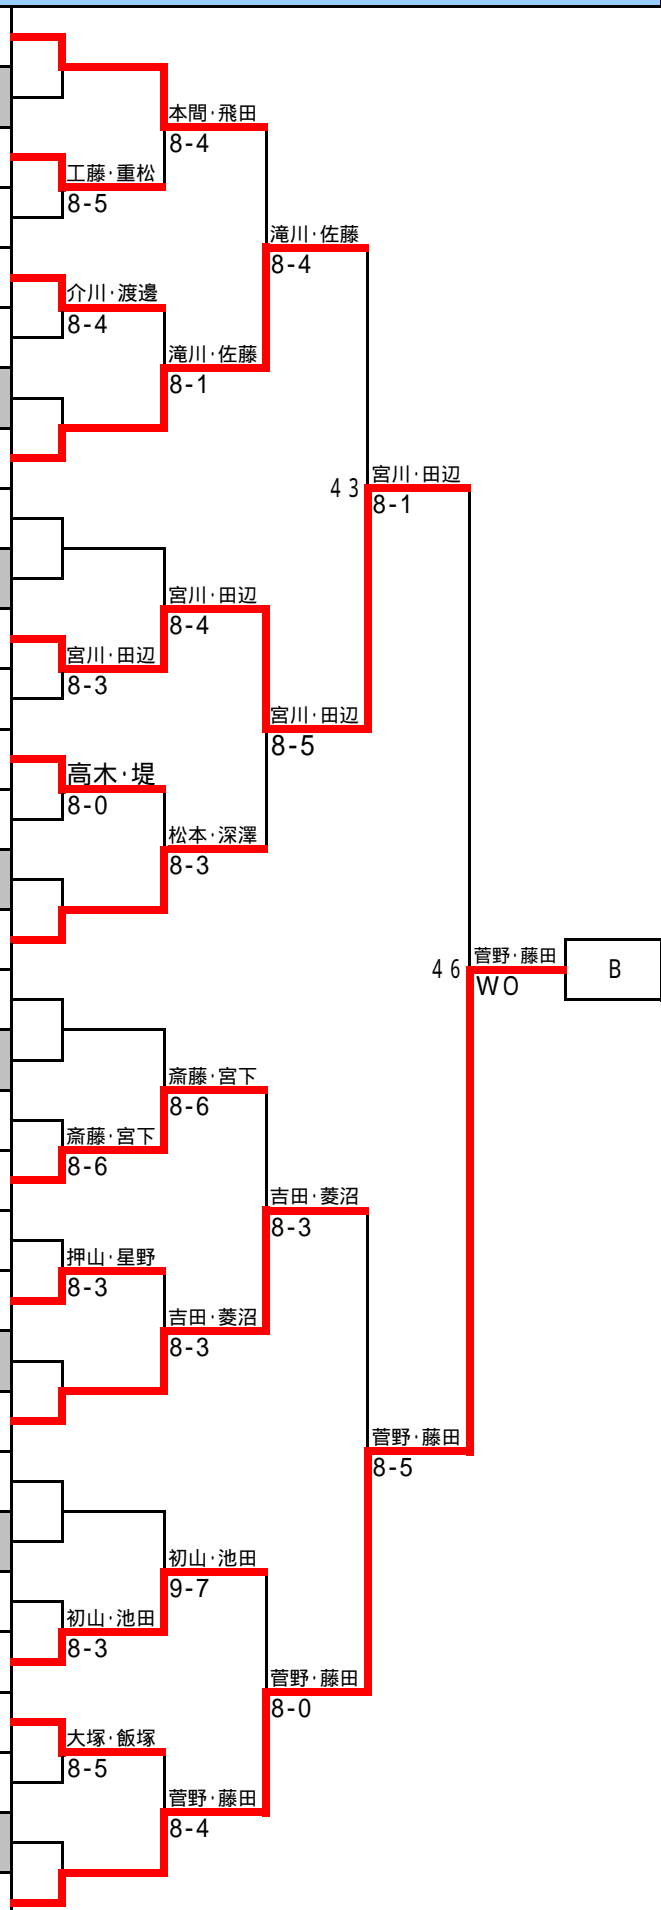 本間・飛田
8-4
工藤・重松
8-5
滝川・佐藤
8-4
介川・渡邊
8-4
滝川・佐藤
8-1
宮川・田辺
43
8-1
宮川・田辺
8-4
宮川・田辺
8-3
宮川・田辺
8-5
高木・堤
8-0
松本・深澤
8-3
菅野・藤田
46
WO
B
斎藤・宮下
8-6
斎藤・宮下
8-6
吉田・菱沼
8-3
押山・星野
8-3
吉田・菱沼
8-3
菅野・藤田
8-5
初山・池田
9-7
初山・池田
8-3
菅野・藤田
8-0
大塚・飯塚
8-5
菅野・藤田
8-4